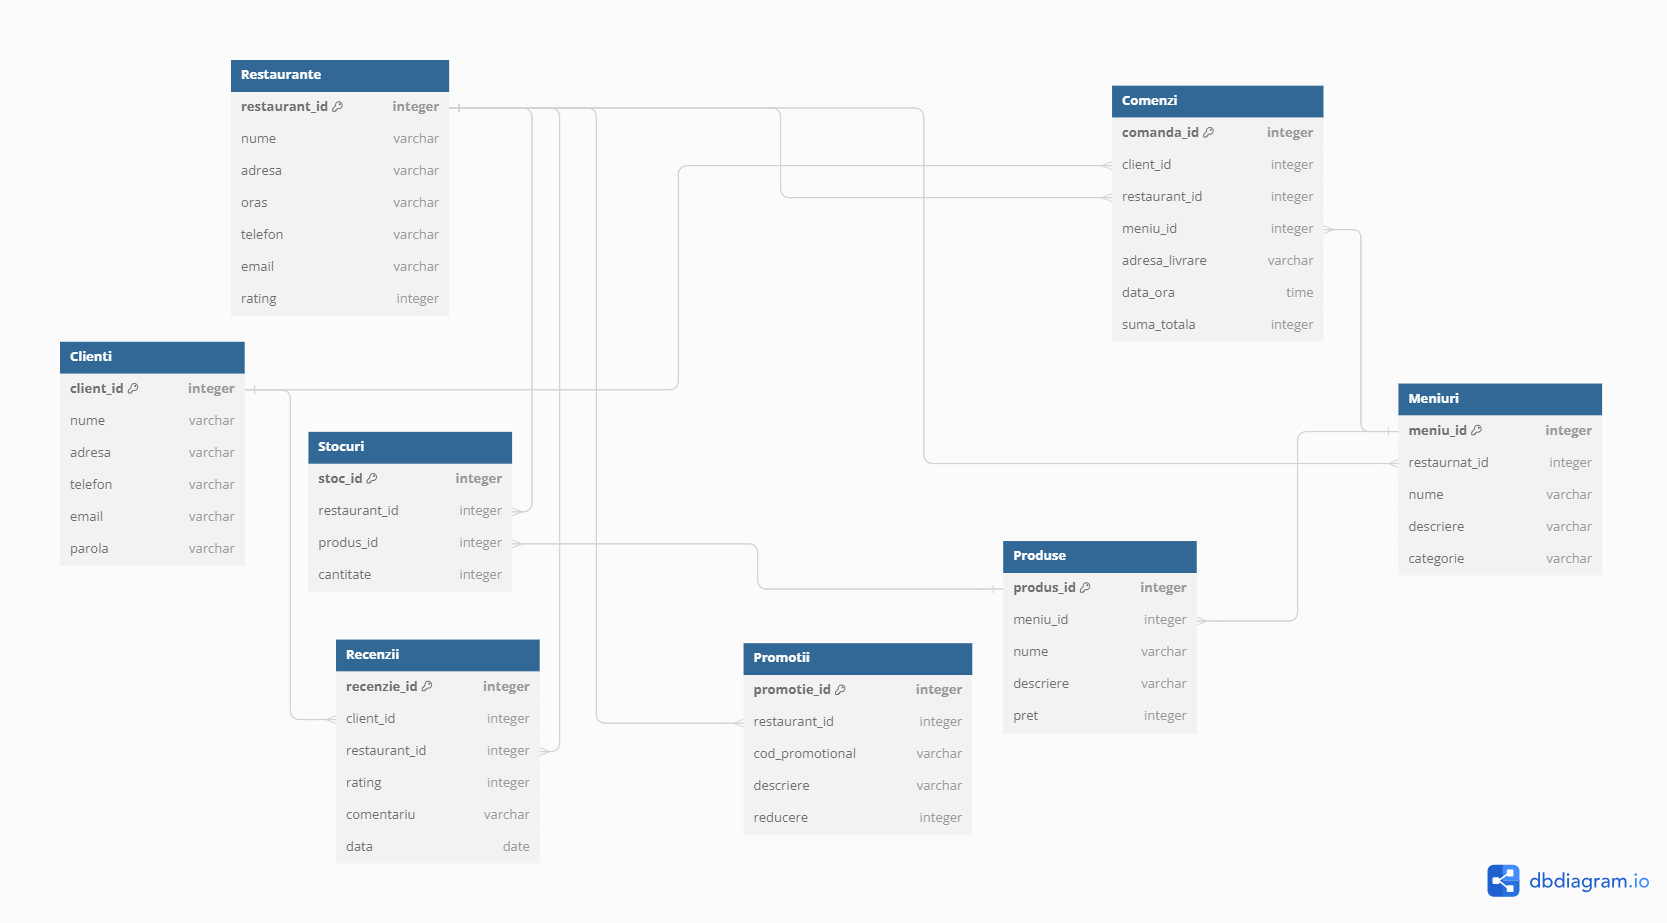 Restaurante
restaurant_id integer
nume varchar
adresa varchar
oras varchar
telefon varchar
email varchar
rating integer
Comenzi
comanda_id integer
client_id integer
restaurant_id integer
meniu_id integer
adresa_livrare varchar
data_ora time
suma_totala integer
Clienti
client_id integer
nume varchar
adresa varchar
telefon varchar
email varchar
parola varchar
Stocuri
stoc_id integer
restaurant_id integer
produs_id integer
cantitate integer
Meniuri
meniu_id integer
restaurnat_id integer
nume varchar
descriere varchar
categorie varchar
Produse
produs_id integer
meniu_id integer
nume varchar
descriere varchar
pret integer
Recenzii
recenzie_id integer
client_id integer
restaurant_id integer
rating integer
comentariu varchar
data date
Promotii
promotie_id integer
restaurant_id integer
cod_promotional varchar
descriere varchar
reducere integer
dbdiagram.io